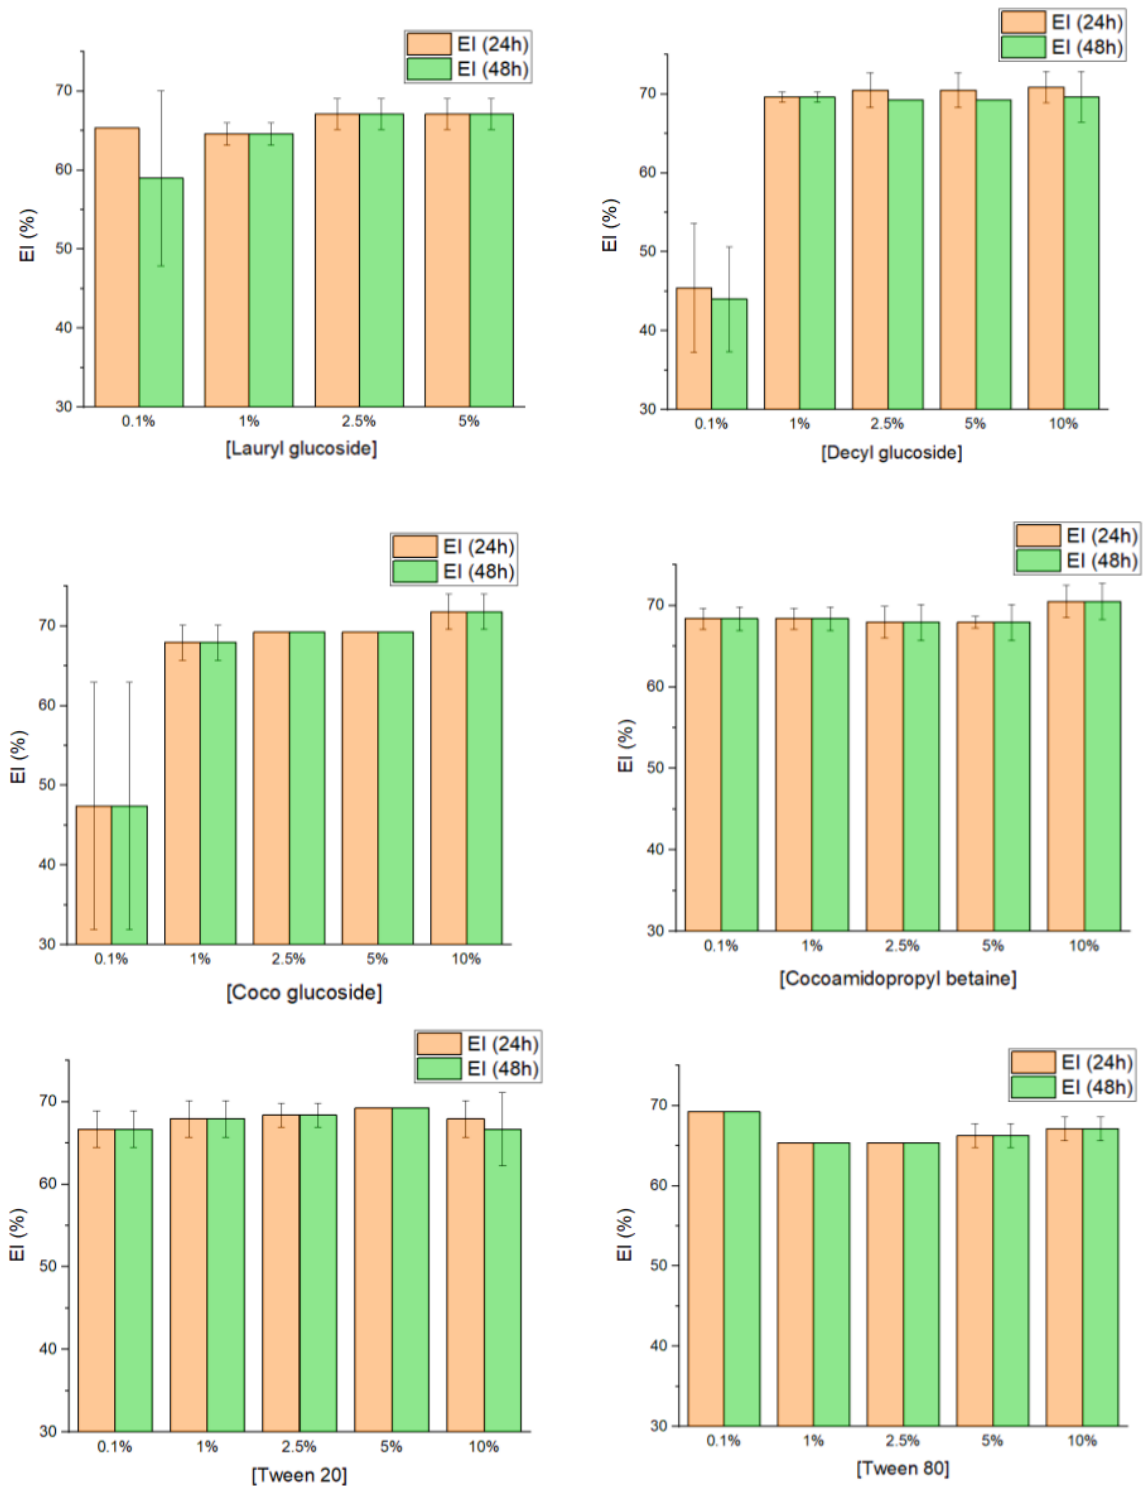 EI (24h)
EI (48h)
70
60
50
40
30
EI (%)
0.1% 1% 2.5% 5%
[Lauryl glucoside]
EI (24h)
EI (48h)
70
60
50
40
30
EI (%)
0.1% 1% 2.5% 5% 10%
[Decyl glucoside]
EI (24h)
EI (48h)
70
60
50
40
30
EI (%)
0.1% 1% 2.5% 5% 10%
[Coco glucoside]
EI (24h)
EI (48h)
70
60
50
40
30
EI (%)
0.1% 1% 2.5% 5% 10%
[Cocoamidopropyl betaine]
EI (24h)
EI (48h)
70
60
50
40
30
EI (%)
0.1% 1% 2.5% 5% 10%
[Tween 20]
EI (24h)
EI (48h)
70
60
50
40
30
EI (%)
0.1% 1% 2.5% 5% 10%
[Tween 80]